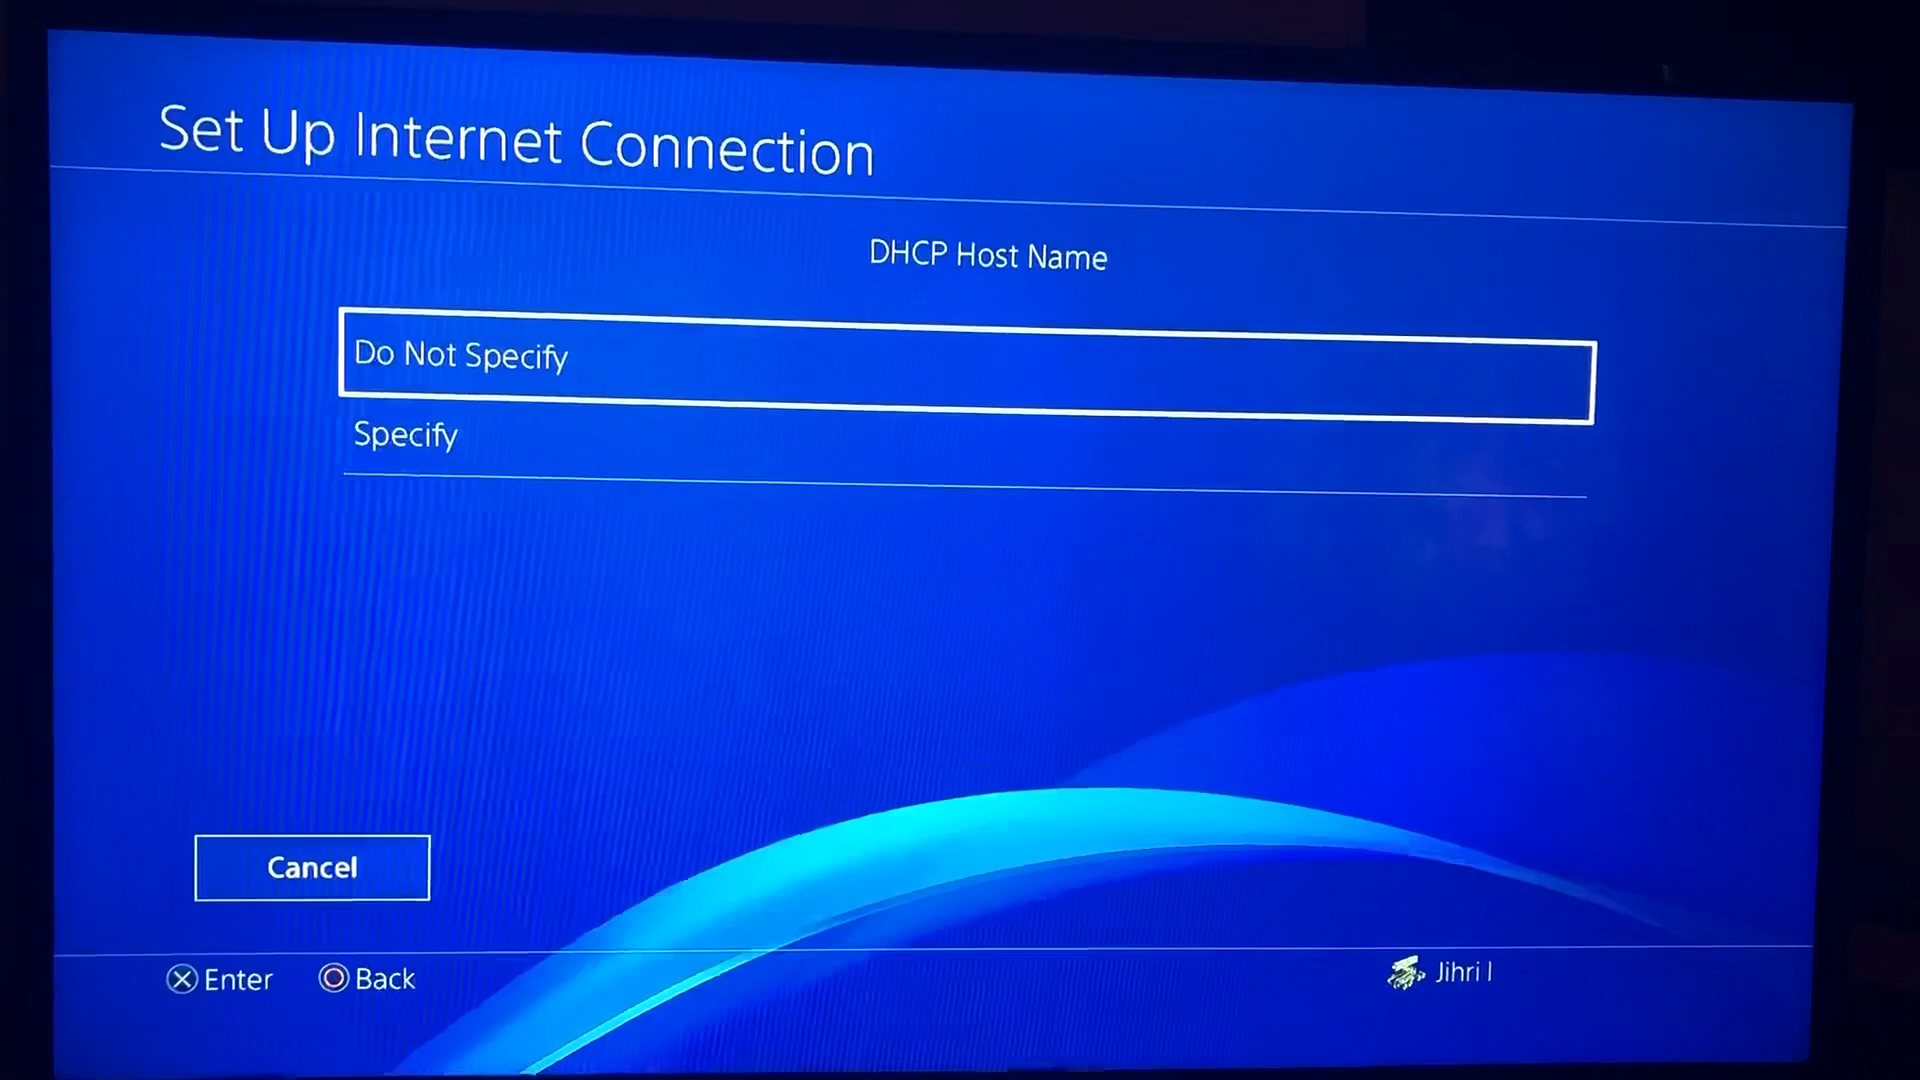 Set Up Internet Connection
DHCP Host Name
Do Not Specify
Specify
Cancel
Enter Back
Jihri I